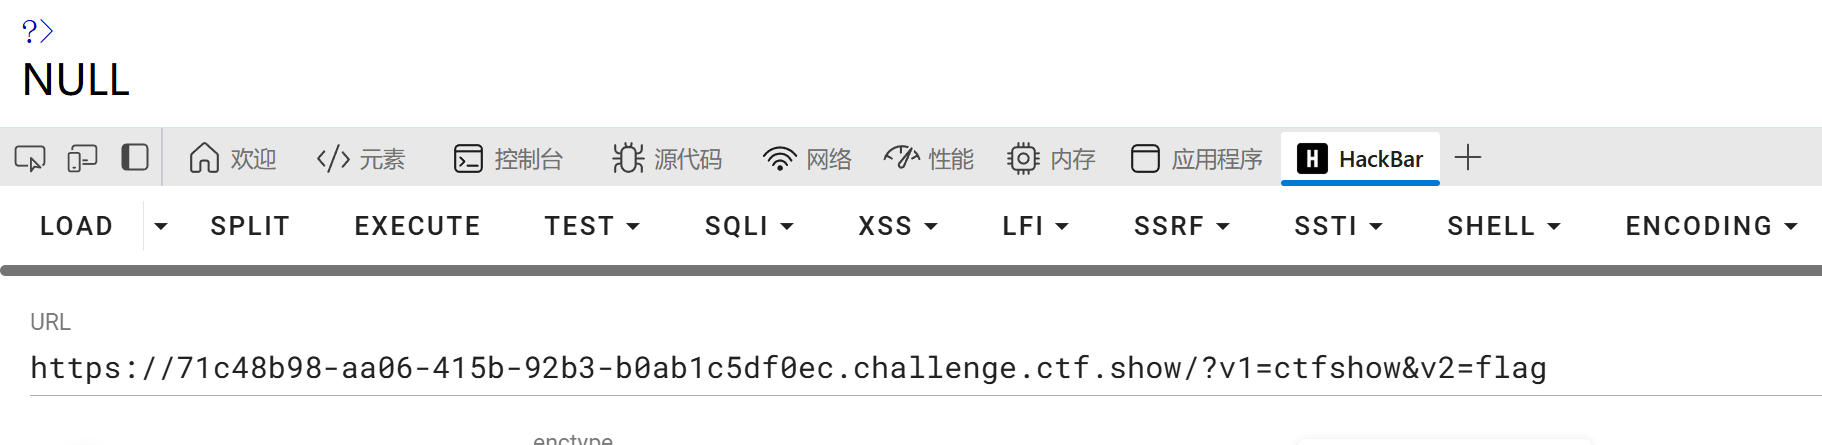 ?>
NULL
欢迎 </> 元素 控制台 源代码 网络 性能 内存 应用程序 H HackBar
LOAD SPLIT EXECUTE TEST SQLI XSS LFI SSRF SSTI SHELL ENCODING
URL
https://71c48b98-aa06-415b-92b3-b0ab1c5df0ec.challenge.ctf.show/?v1=ctfshow&v2=flag
enctype